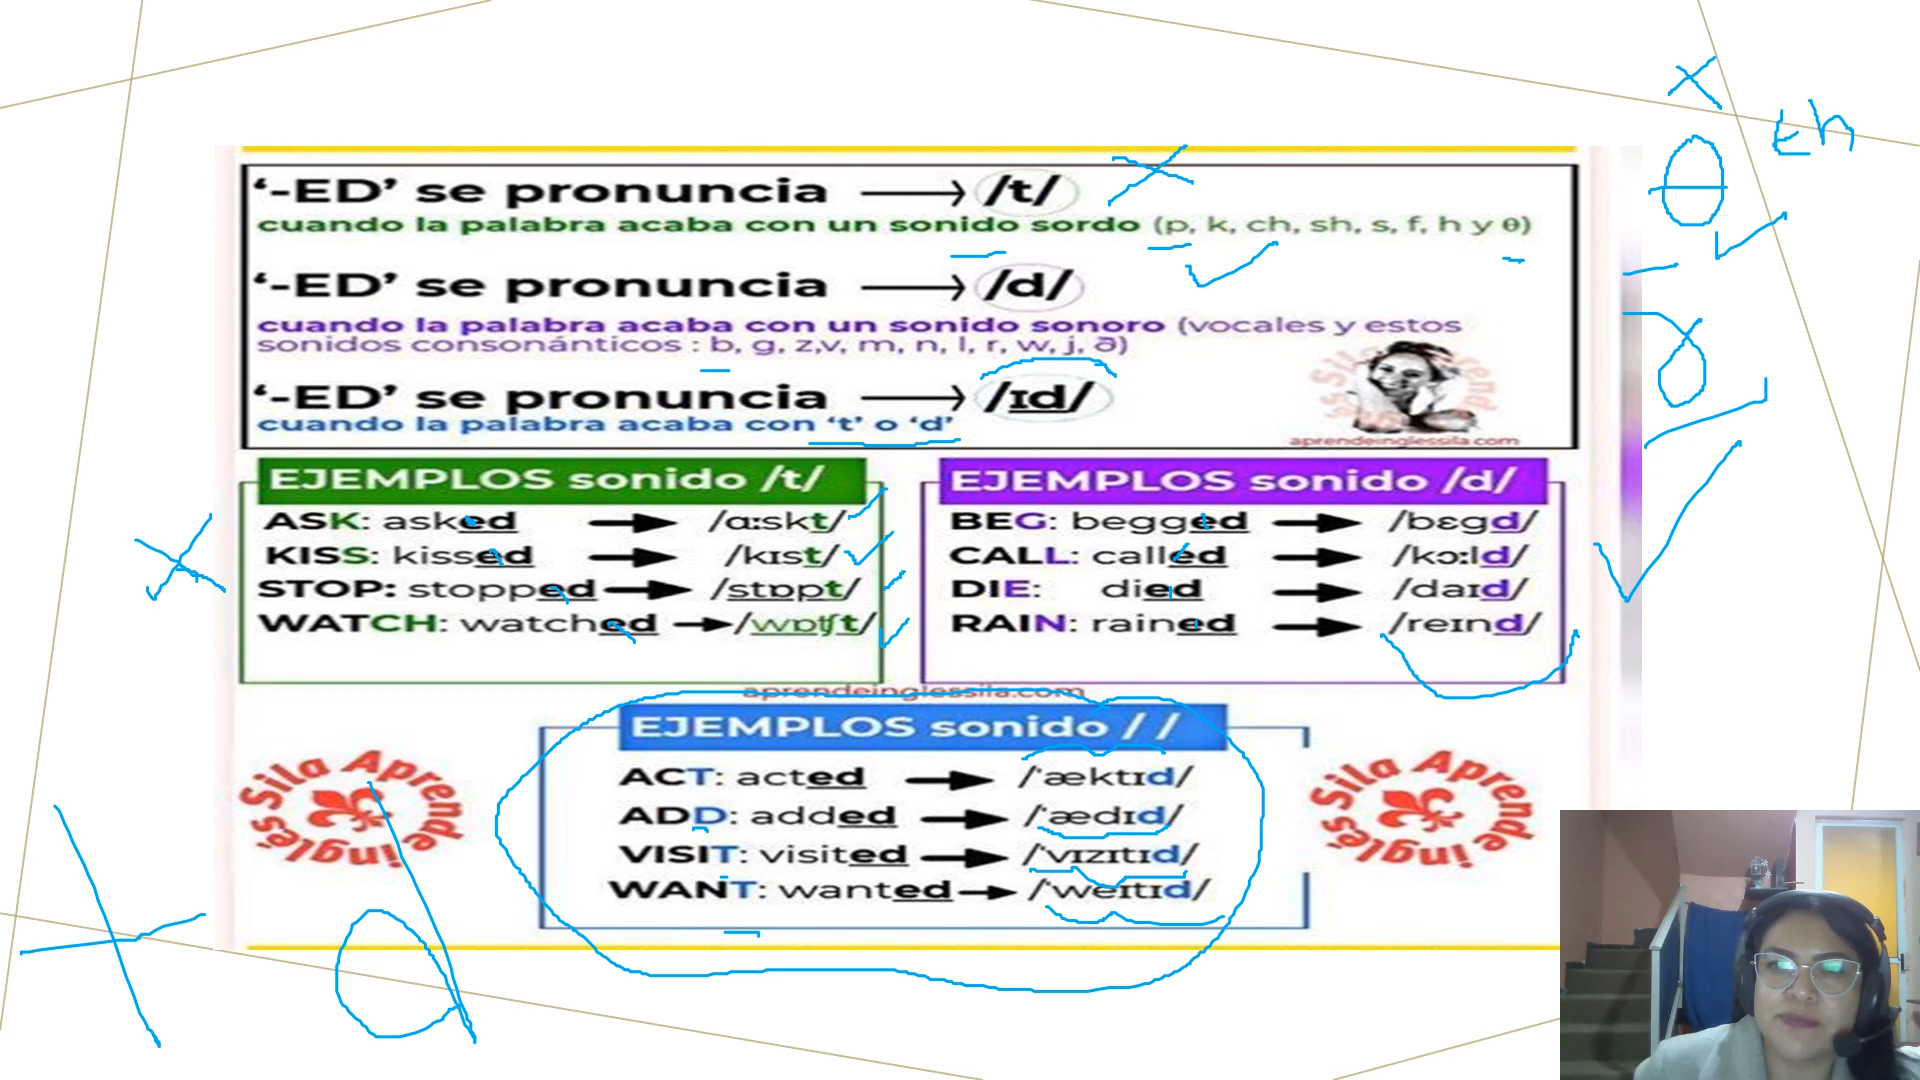 ‘-ED’ se pronuncia → /t/
cuando la palabra acaba con un sonido sordo (p, k, ch, sh, s, f, h y θ)
‘-ED’ se pronuncia → /d/
cuando la palabra acaba con un sonido sonoro (vocales y estos
sonidos consonánticos : b, g, z,v, m, n, l, r, w, j, ð)
‘-ED’ se pronuncia → /ɪd/
cuando la palabra acaba con ‘t’ o ‘d’
aprendeinglessila.com
EJEMPLOS sonido /t/
ASK: asked → /ɑːskt/
KISS: kissed → /kɪst/
STOP: stopped → /stɒpt/
WATCH: watched → /wɒtʃt/
EJEMPLOS sonido /d/
BEG: begged → /bɛgd/
CALL: called → /kɔːld/
DIE: died → /daɪd/
RAIN: rained → /reɪnd/
aprendeinglessila.com
EJEMPLOS sonido / /
ACT: acted → /ˈæktɪd/
ADD: added → /ˈædɪd/
VISIT: visited → /ˈvɪzɪtɪd/
WANT: wanted → /ˈweɪtɪd/
Sila Aprende inglés
Sila Aprende inglés
θ th
t d